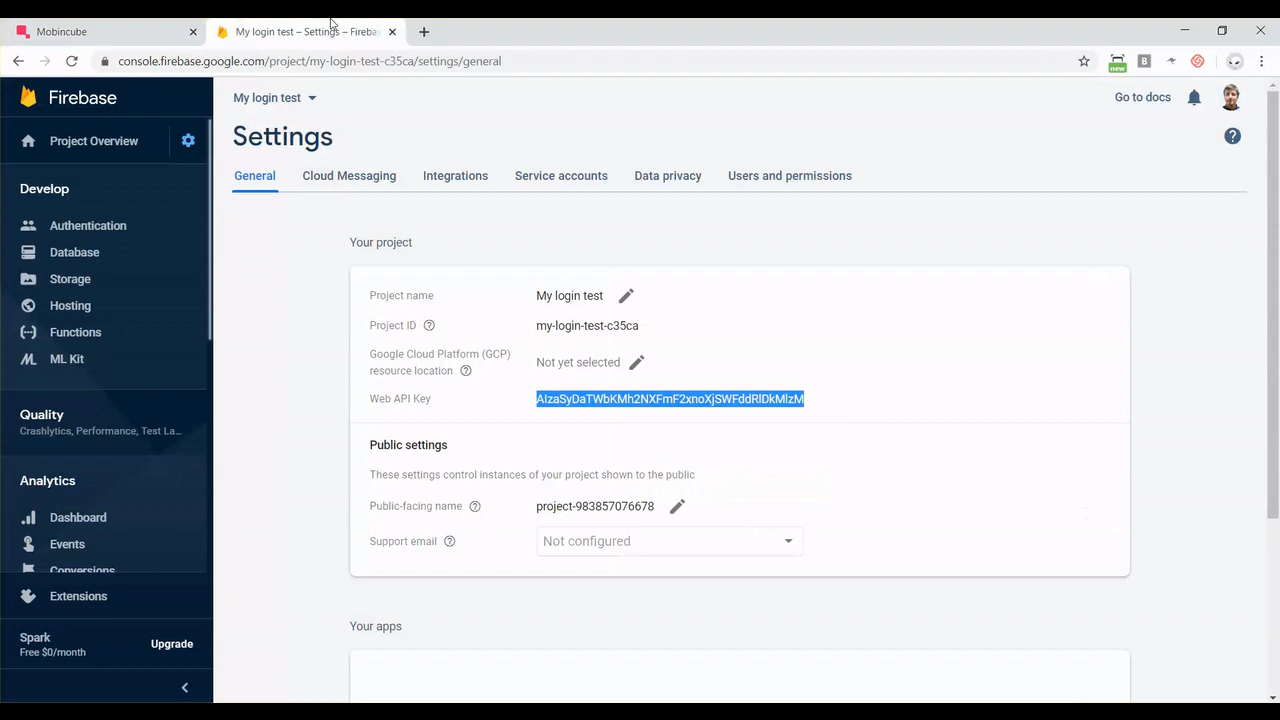 Mobincube
My login test – Settings – Fireba
console.firebase.google.com/project/my-login-test-c35ca/settings/general
new
B
Firebase
My login test
Go to docs
Project Overview
Settings
?
General Cloud Messaging Integrations Service accounts Data privacy Users and permissions
Develop
Authentication
Database
Storage
Hosting
Functions
ML Kit
Quality
Crashlytics, Performance, Test La...
Analytics
Dashboard
Events
Conversions
Extensions
Spark
Free $0/month
Upgrade
Your project
Project name My login test
Project ID ? my-login-test-c35ca
Google Cloud Platform (GCP)
resource location ? Not yet selected
Web API Key AIzaSyDaTWbKMh2NXFmF2xnoXjSWFddRlDkMlzM
Public settings
These settings control instances of your project shown to the public
Public-facing name ? project-983857076678
Support email ? Not configured
Your apps